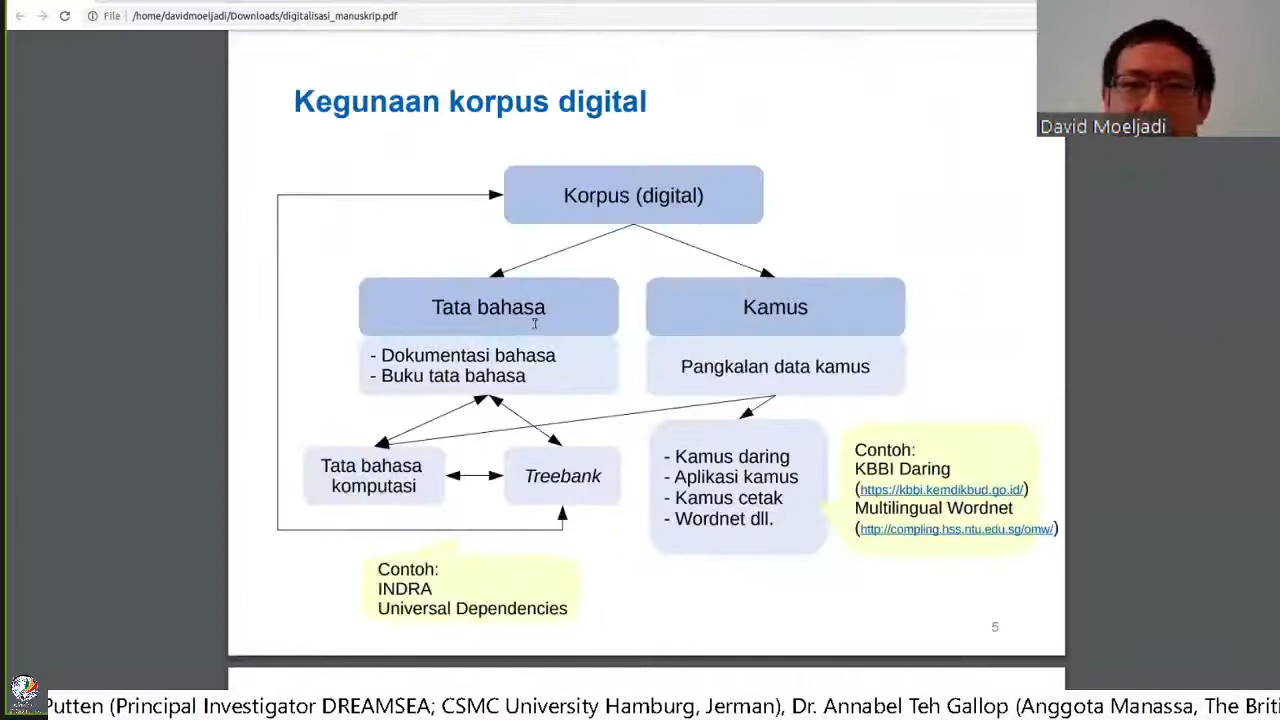 File
/home/davidmoeljadi/Downloads/digitalisasi_manuskrip.pdf
David Moeljadi
Kegunaan korpus digital
Korpus (digital)
Tata bahasa
Kamus
- Dokumentasi bahasa
- Buku tata bahasa
Pangkalan data kamus
Tata bahasa
komputasi
Treebank
- Kamus daring
- Aplikasi kamus
- Kamus cetak
- Wordnet dll.
Contoh:
KBBI Daring
(https://kbbi.kemdikbud.go.id/)
Multilingual Wordnet
(http://compling.hss.ntu.edu.sg/omw/)
Contoh:
INDRA
Universal Dependencies
5
Putten (Principal Investigator DREAMSEA; CSMC University Hamburg, Jerman), Dr. Annabel Teh Gallop (Anggota Manassa, The Brit